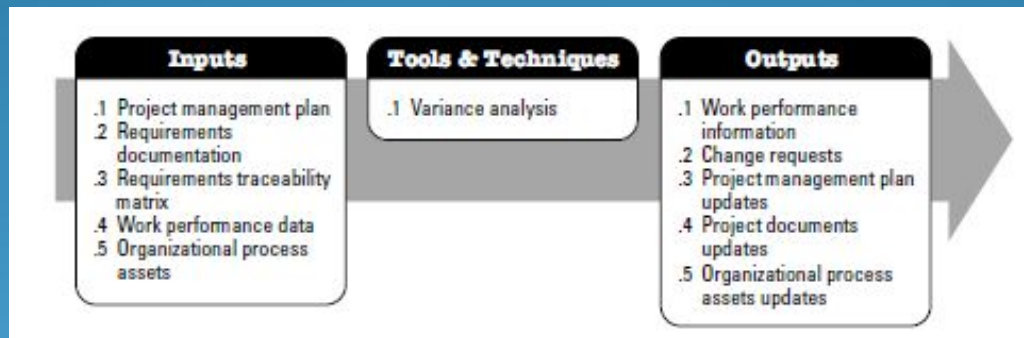 Inputs
.1 Project management plan
.2 Requirements
documentation
.3 Requirements traceability
matrix
.4 Work performance data
.5 Organizational process
assets
Tools & Techniques
.1 Variance analysis
Outputs
.1 Work performance
information
.2 Change requests
.3 Project management plan
updates
.4 Project documents
updates
.5 Organizational process
assets updates